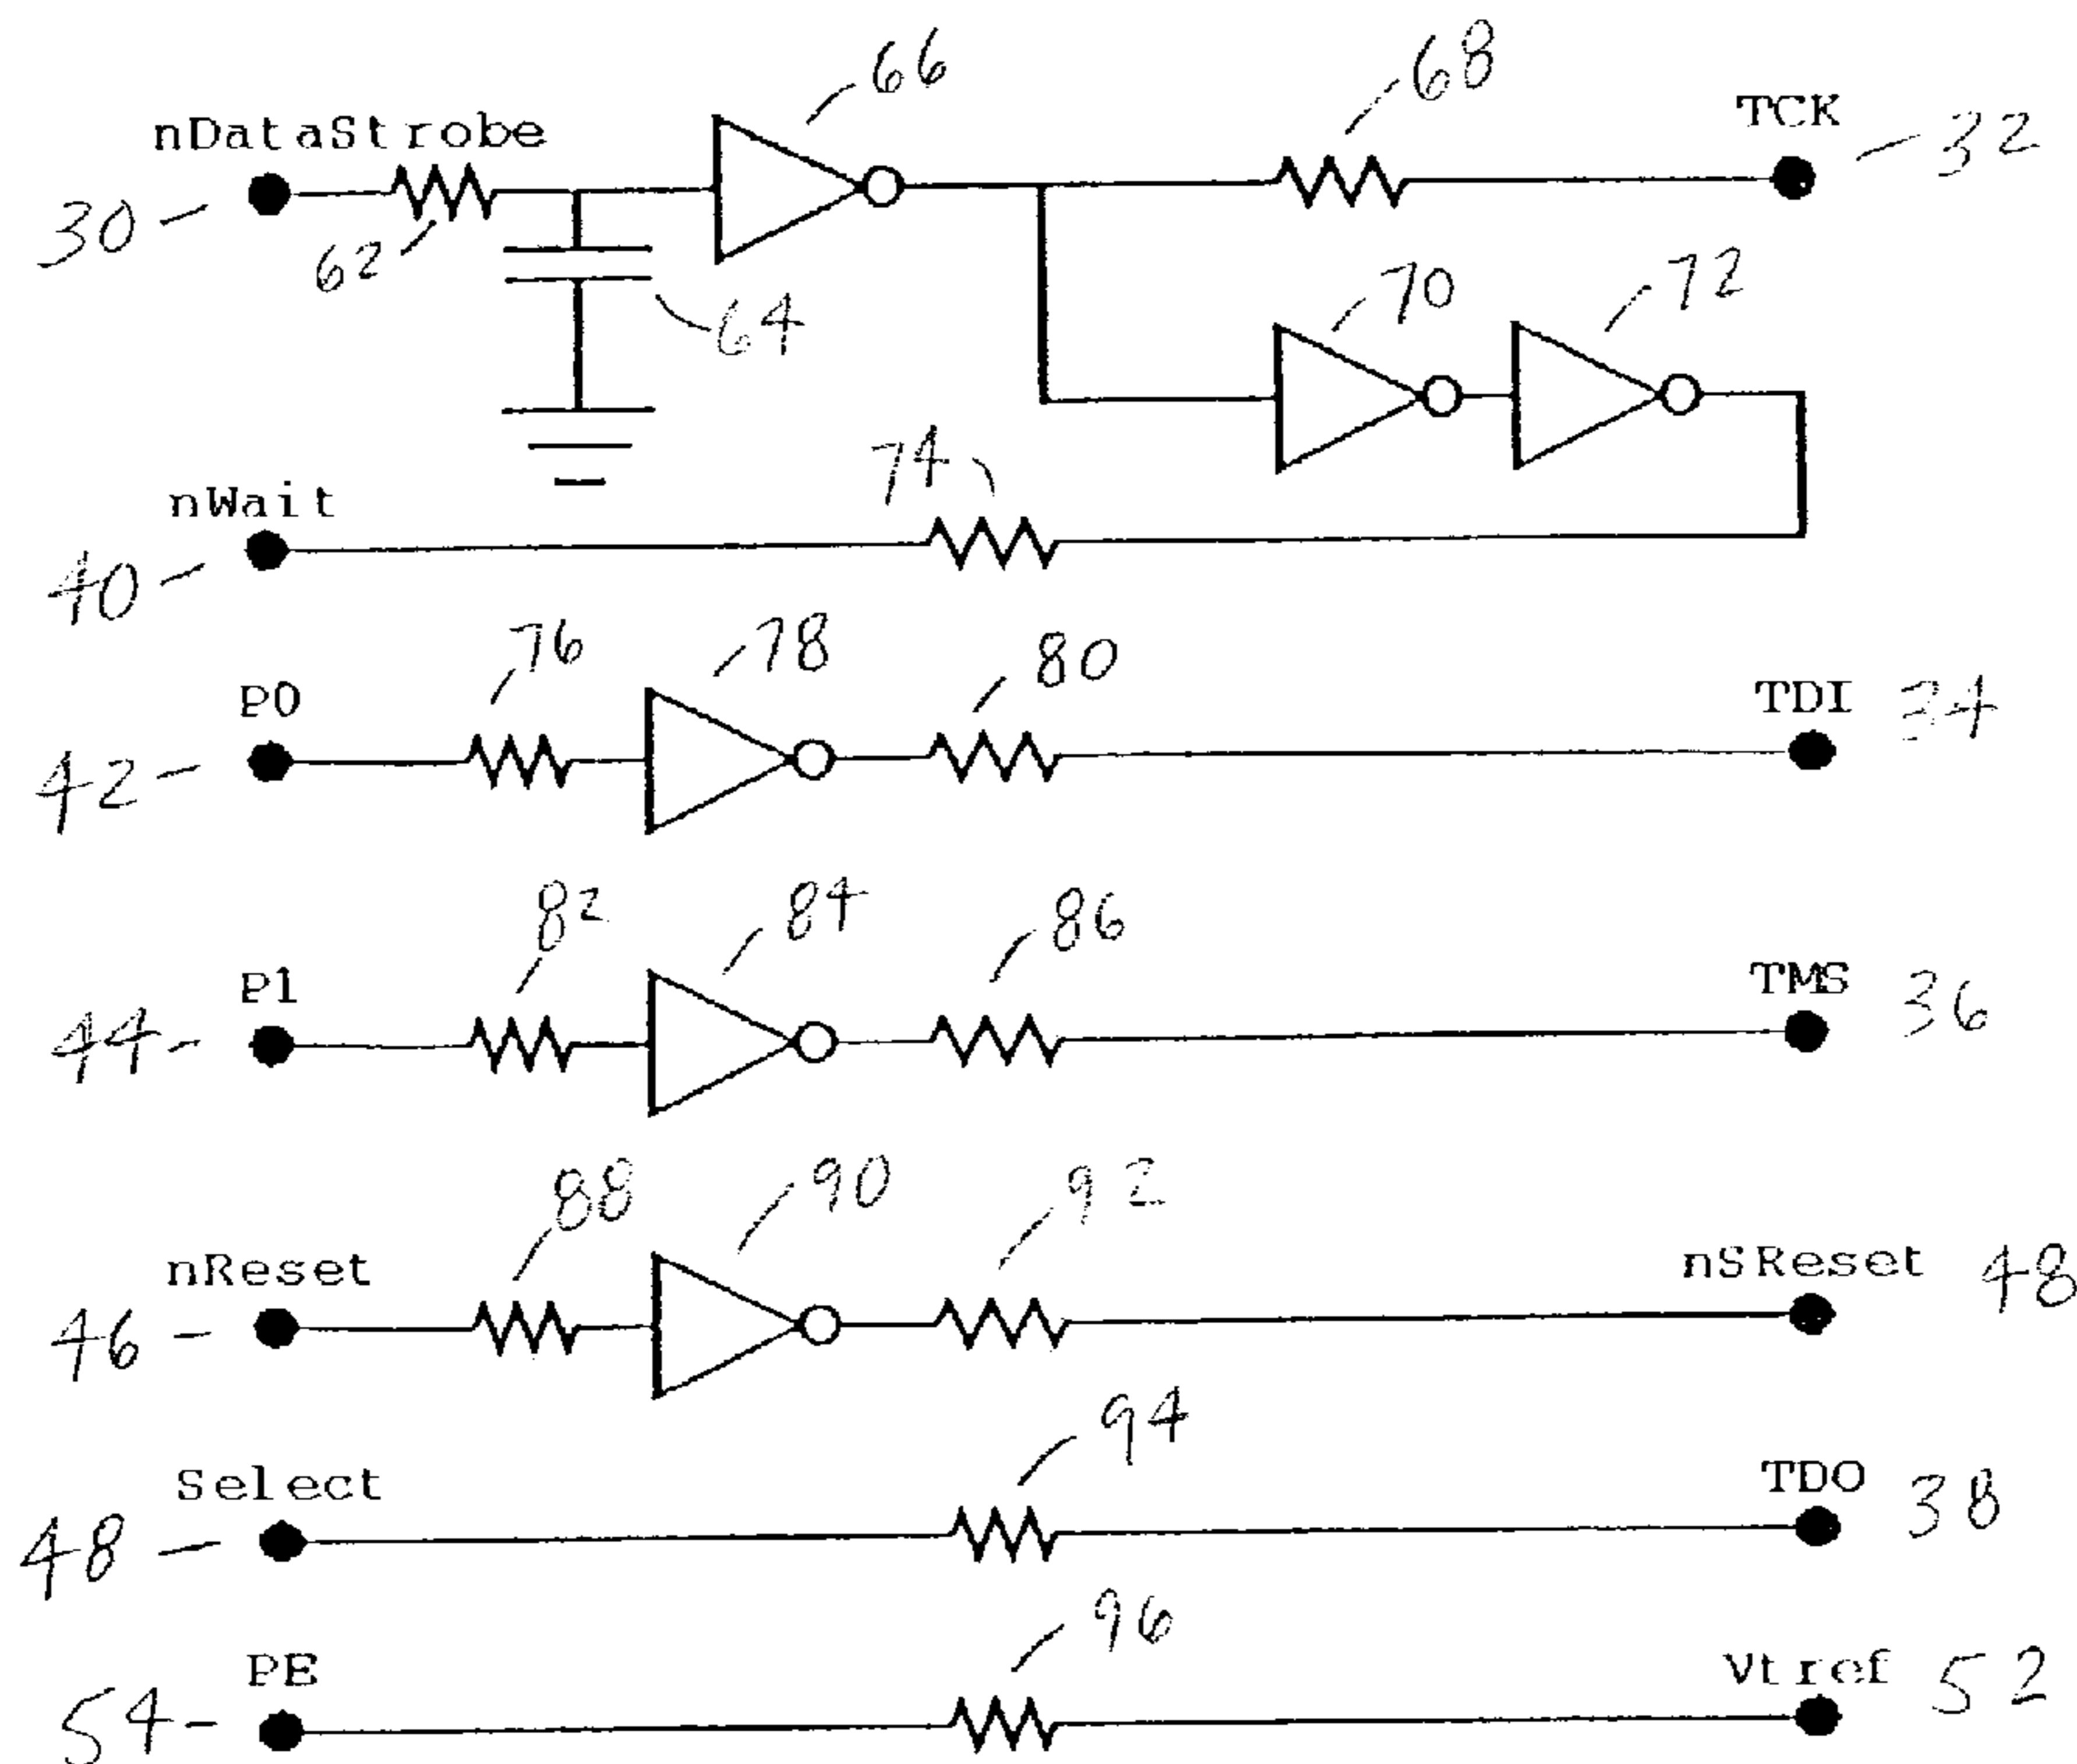 66
68
nDataStrobe
TCK
32
30
62
64
70
72
74
nWait
40
76
78
80
P0
TDI
34
42
82
84
86
P1
TMS
36
44
88
90
92
nReset
nSReset
48
46
94
Select
TDO
38
48
96
PE
Vtref
52
54